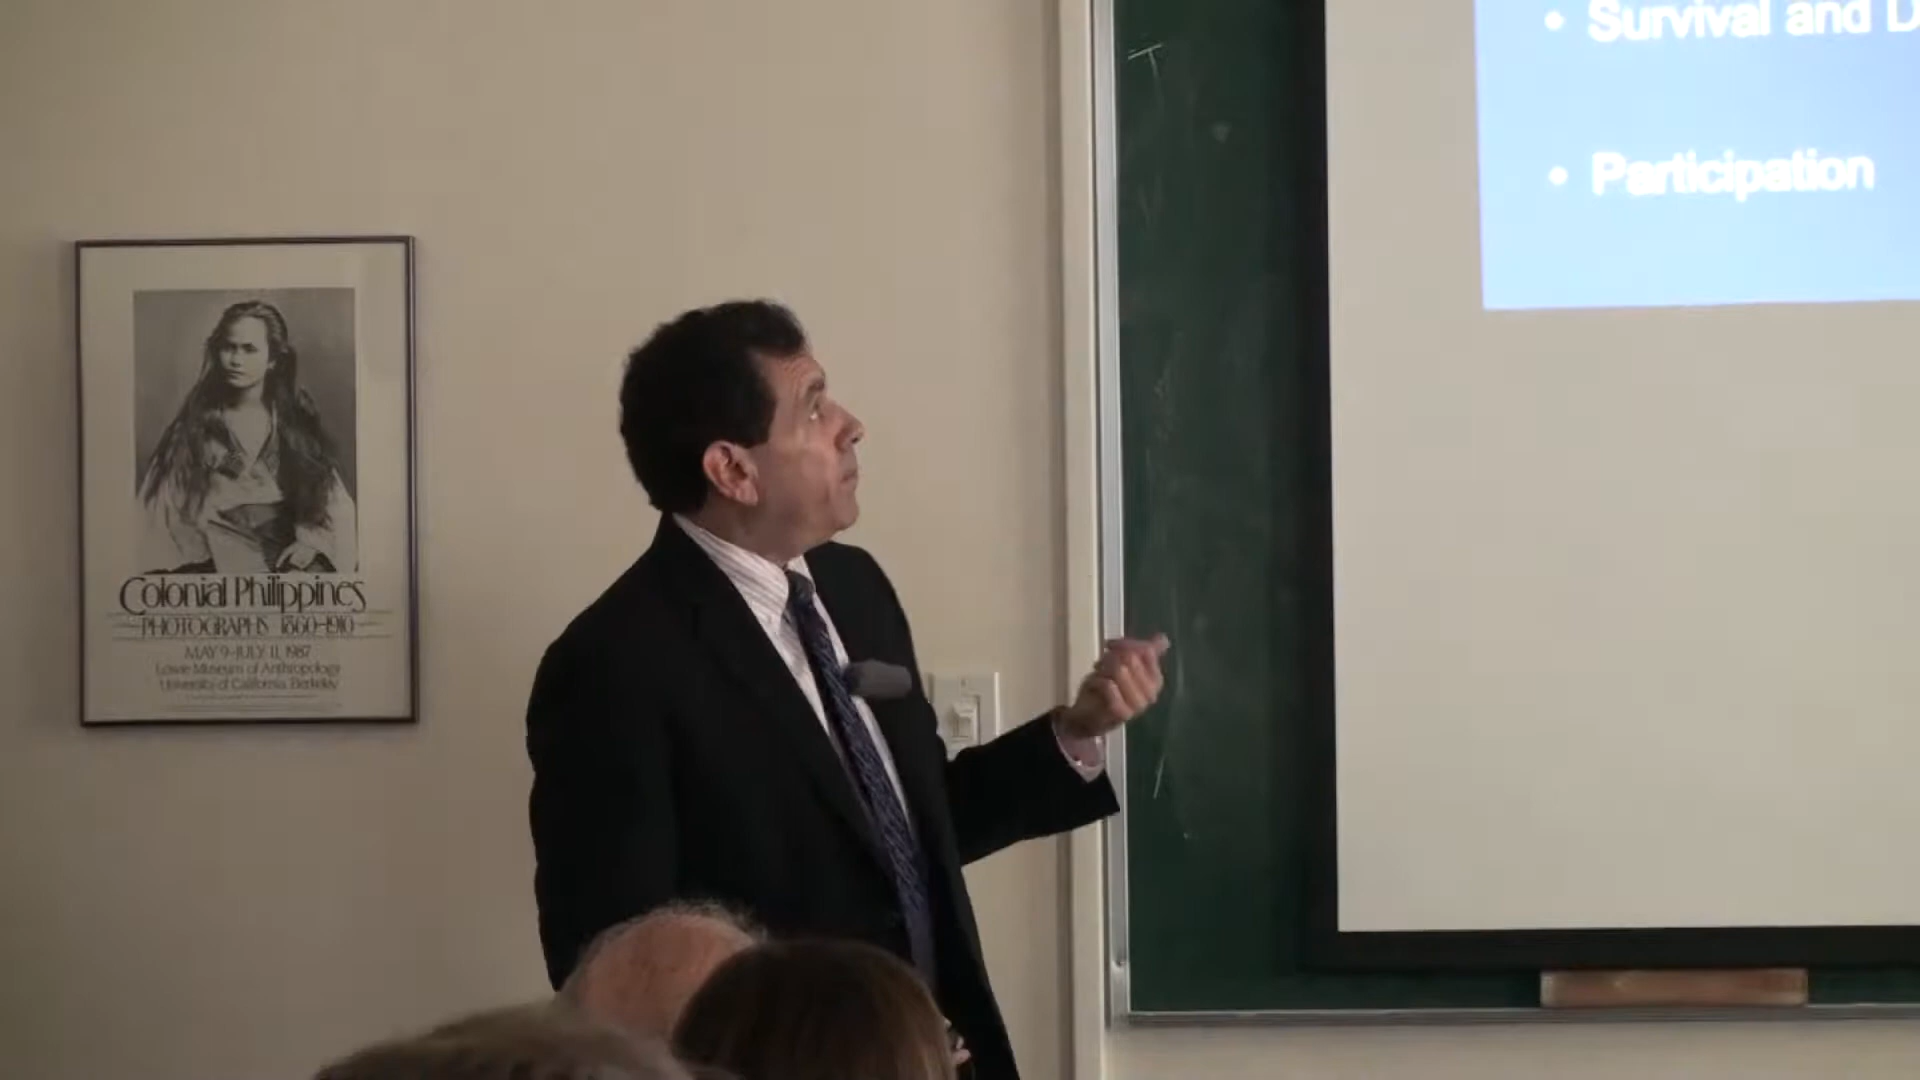 Colonial Philippines
PHOTOGRAPHS 1860-1910
MAY 9-JULY 11, 1987
Lowie Museum of Anthropology
University of California, Berkeley
• Survival and D
• Participation